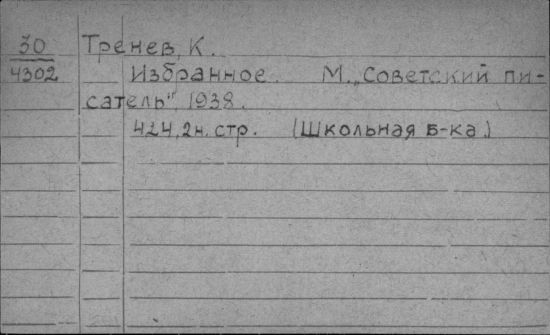 30 Тренев, К.
4302 Избранное. М., „Советский пи-
сатель", 1938.
424, 2н. стр. (Школьная б-ка.)